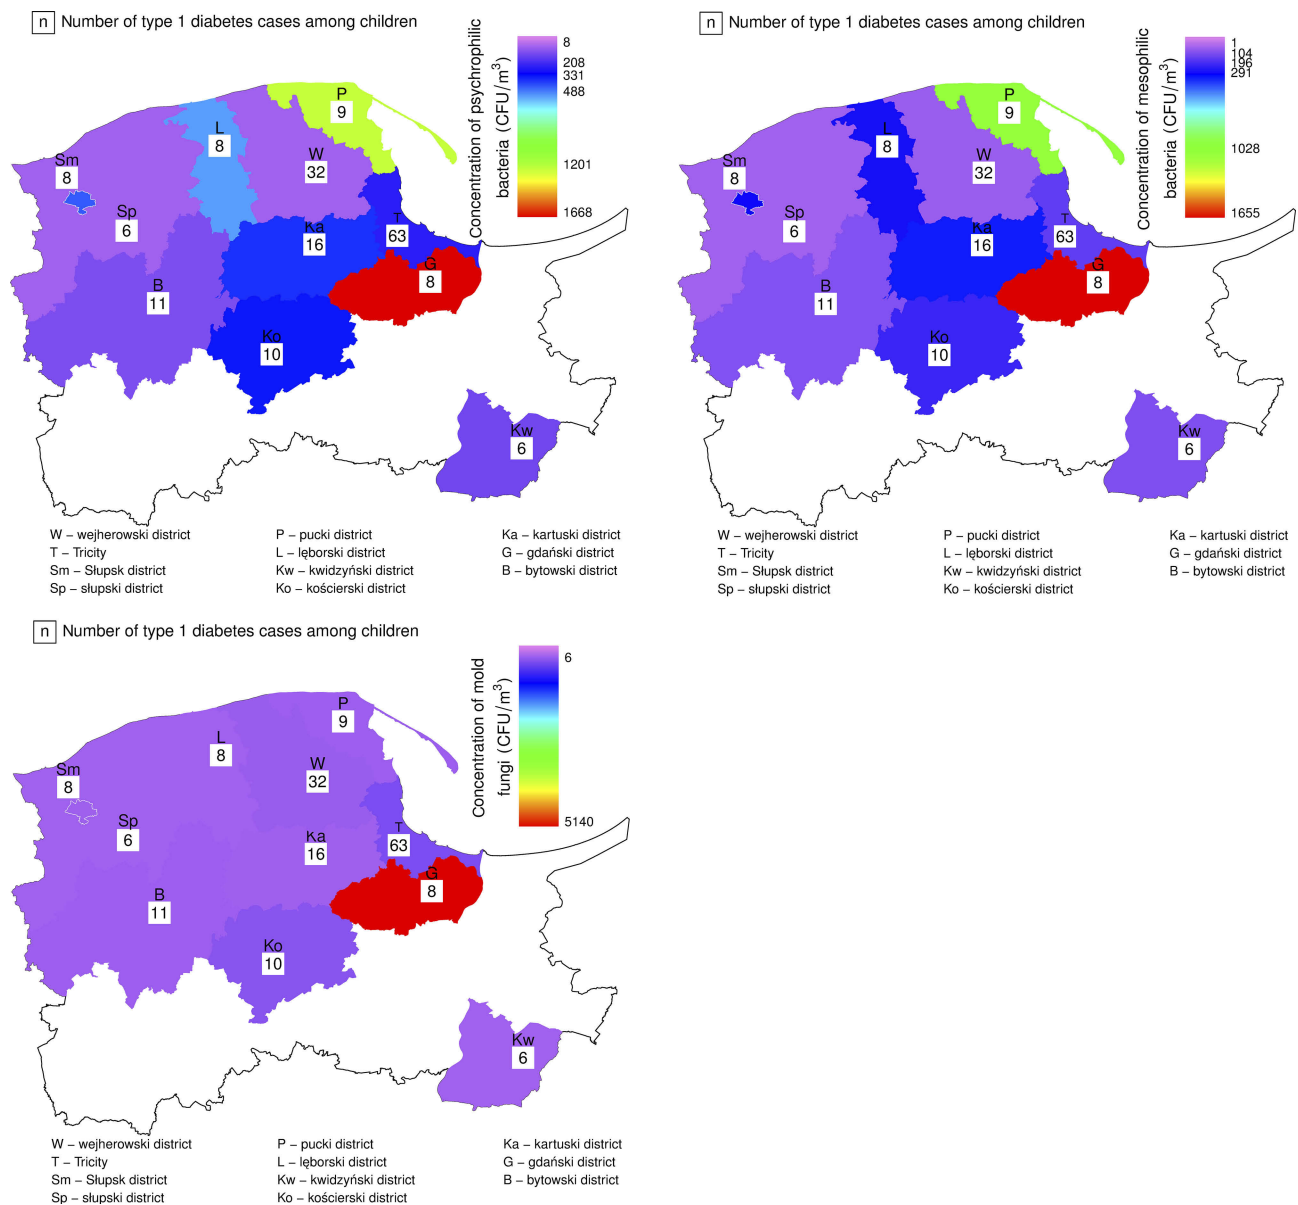 n Number of type 1 diabetes cases among children
Concentration of psychrophilic
bacteria (CFU/m³)
8
208
331
488
1201
1668
P
9
L
8
W
32
Sm
8
Sp
6
Ka
16
T
63
G
8
B
11
Ko
10
Kw
6
W – wejherowski district
T – Tricity
Sm – Słupsk district
Sp – słupski district
P – pucki district
L – lęborski district
Kw – kwidzyński district
Ko – kościerski district
Ka – kartuski district
G – gdański district
B – bytowski district
n Number of type 1 diabetes cases among children
Concentration of mesophilic
bacteria (CFU/m³)
1
104
196
291
1028
1655
P
9
L
8
W
32
Sm
8
Sp
6
Ka
16
T
63
G
8
B
11
Ko
10
Kw
6
W – wejherowski district
T – Tricity
Sm – Słupsk district
Sp – słupski district
P – pucki district
L – lęborski district
Kw – kwidzyński district
Ko – kościerski district
Ka – kartuski district
G – gdański district
B – bytowski district
n Number of type 1 diabetes cases among children
Concentration of mold
fungi (CFU/m³)
6
5140
P
9
L
8
W
32
Sm
8
Sp
6
Ka
16
T
63
G
8
B
11
Ko
10
Kw
6
W – wejherowski district
T – Tricity
Sm – Słupsk district
Sp – słupski district
P – pucki district
L – lęborski district
Kw – kwidzyński district
Ko – kościerski district
Ka – kartuski district
G – gdański district
B – bytowski district